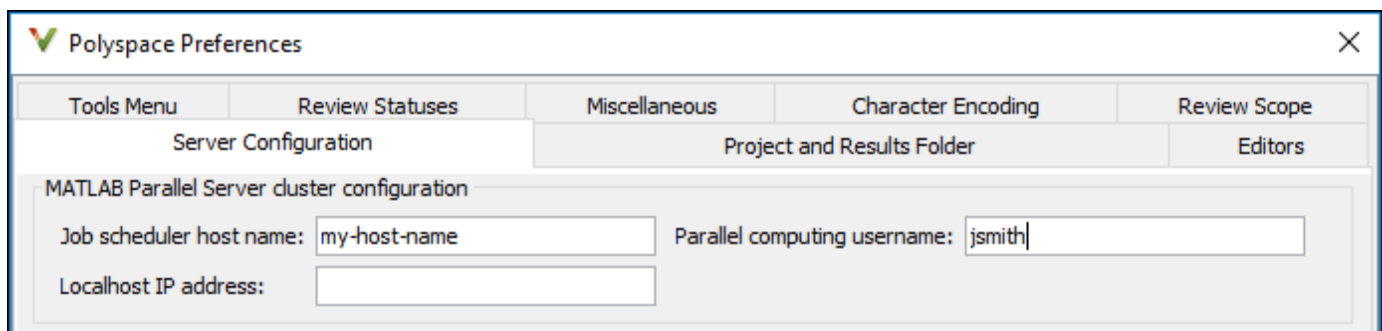 Polyspace Preferences
Tools Menu Review Statuses Miscellaneous Character Encoding Review Scope
Server Configuration Project and Results Folder Editors
MATLAB Parallel Server cluster configuration
Job scheduler host name: my-host-name Parallel computing username: jsmith
Localhost IP address: